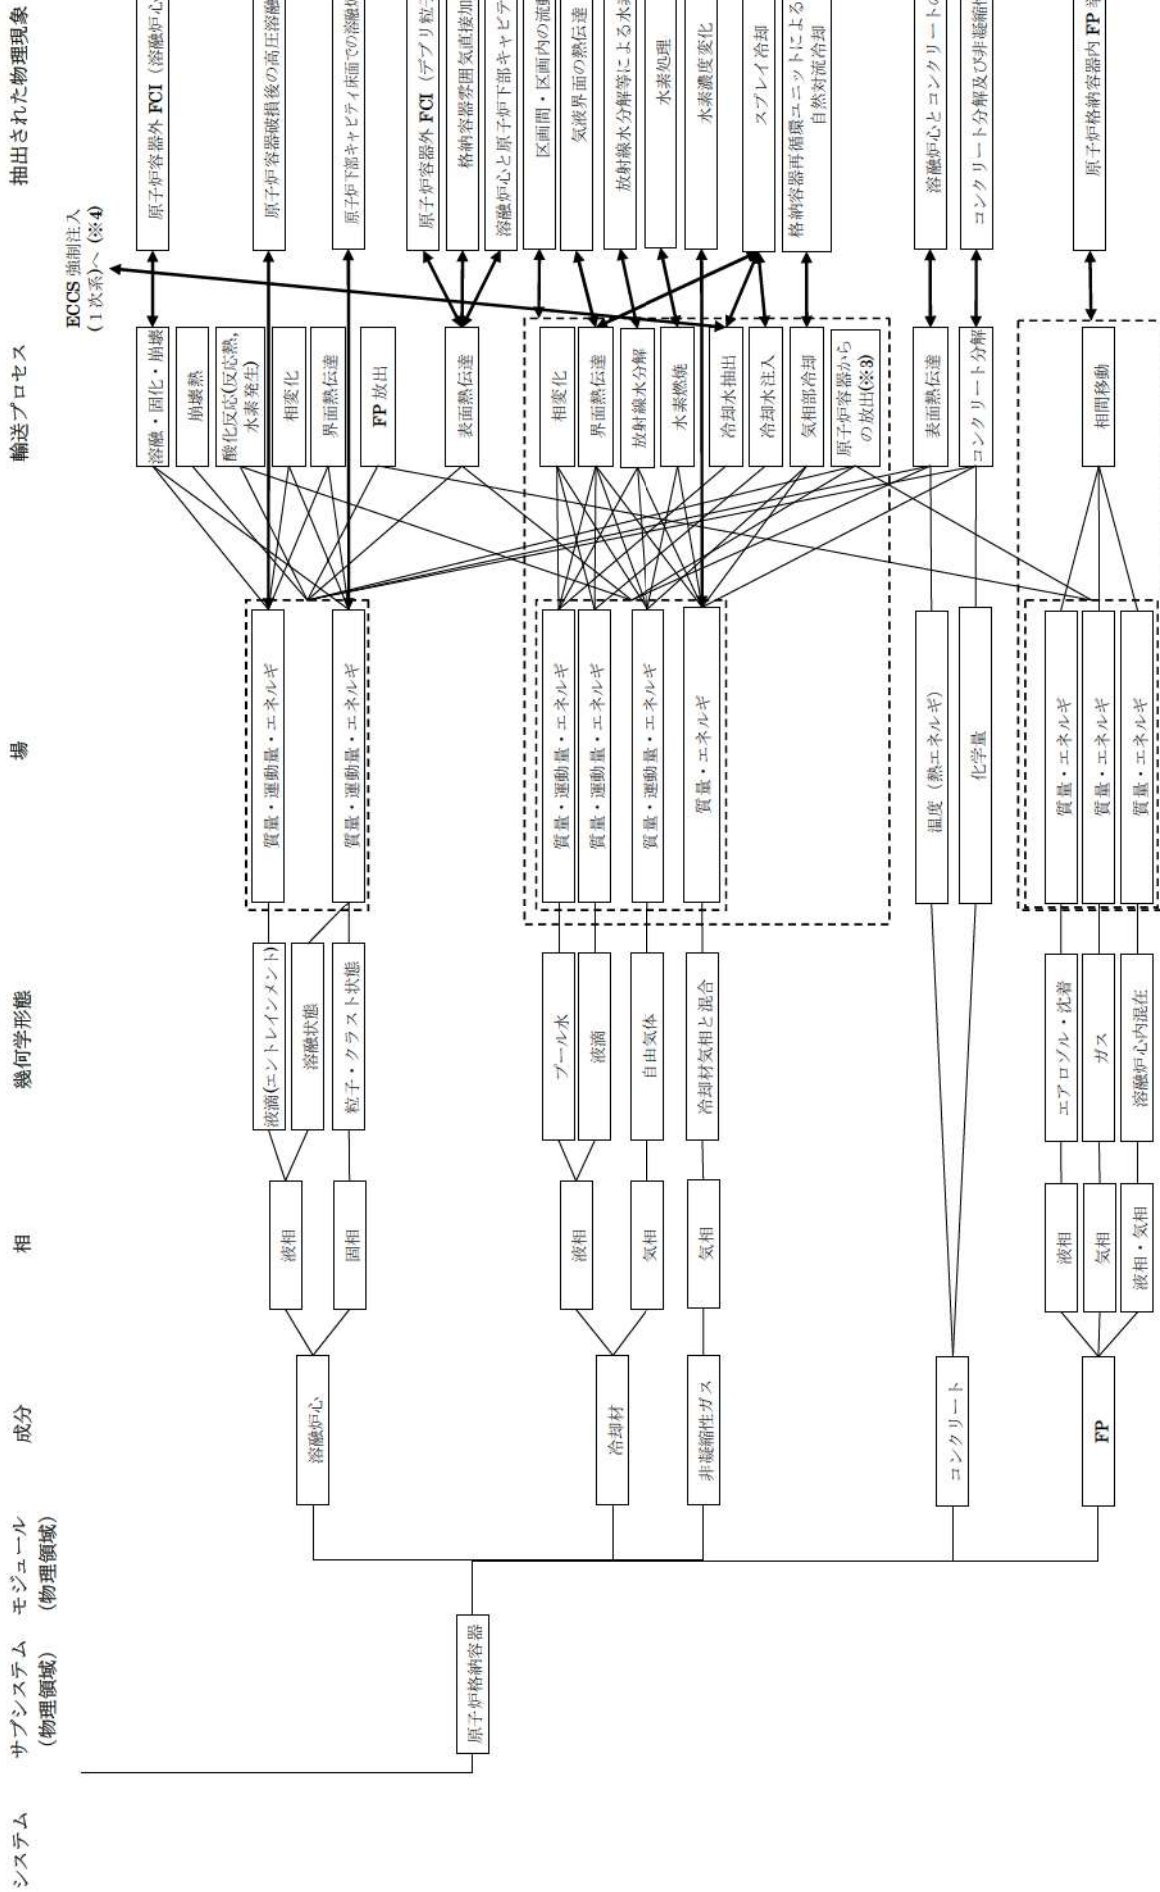 システム
サブシステム
(物理領域)
モジュール
(物理領域)
成分
相
幾何学形態
場
輸送プロセス
抽出された物理現象
原子炉格納容器
溶融炉心
冷却材
非凝縮性ガス
コンクリート
FP
液相
固相
液相
気相
気相
液相
気相
液相・気相
液滴(エントレインメント)
溶融状態
粒子・クラスト状態
プール水
液滴
自由気体
冷却材気相と混合
エアロゾル・沈着
ガス
溶融炉心内混在
質量・運動量・エネルギ
質量・運動量・エネルギ
質量・運動量・エネルギ
質量・運動量・エネルギ
質量・運動量・エネルギ
質量・エネルギ
温度（熱エネルギ）
化学量
質量・エネルギ
質量・エネルギ
質量・エネルギ
溶融・固化・崩壊
崩壊熱
酸化反応(反応熱,
水素発生)
相変化
界面熱伝達
FP 放出
表面熱伝達
相変化
界面熱伝達
放射線水分解
水素燃焼
冷却水抽出
冷却水注入
気相部冷却
原子炉容器から
の放出(※3)
表面熱伝達
コンクリート分解
相間移動
ECCS 強制注入
(１次系)へ (※4)
原子炉容器外 FCI（溶融炉心
原子炉容器破損後の高圧溶融
原子炉下部キャビティ床面での溶融炉
原子炉容器外 FCI（デブリ粒子
格納容器雰囲気直接加
溶融炉心と原子炉下部キャビテ
区画間・区画内の流動
気液界面の熱伝達
放射線水分解等による水素
水素処理
水素濃度変化
スプレイ冷却
格納容器再循環ユニットによる
自然対流冷却
溶融炉心とコンクリートの
コンクリート分解及び非凝縮性
原子炉格納容器内 FP 挙